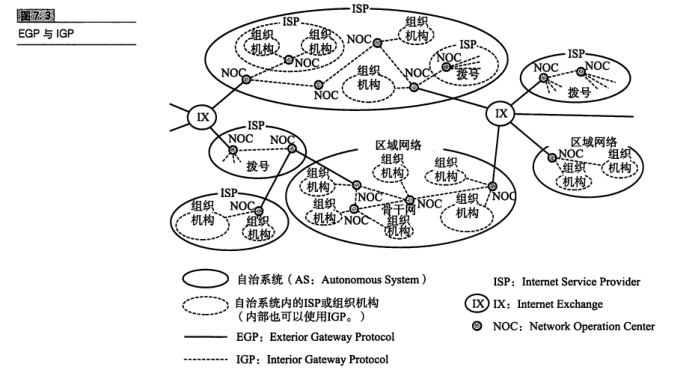 图7.3
EGP 与 IGP
ISP
ISP
组织
机构
组织
机构
NOC
NOC
组织
机构
NOC
ISP
NOC
拨号
NOC
组织
机构
NOC
NOC
ISP
NOC
NOC
拨号
IX
IX
ISP
NOC
NOC
拨号
区域网络
组织
机构
组织
机构
组织
机构
NOC
组织
机构
NOC
骨干网
NOC
组织
机构
组织
机构
NOC
区域网络
NOC
组织
机构
组织
机构
ISP
组织
机构
NOC
组织
机构
自治系统（AS：Autonomous System）
自治系统内的ISP或组织机构
（内部也可以使用IGP。）
EGP：Exterior Gateway Protocol
IGP：Interior Gateway Protocol
ISP：Internet Service Provider
IX IX：Internet Exchange
NOC：Network Operation Center